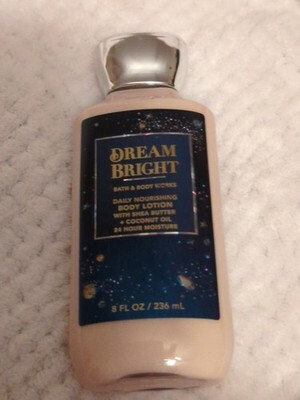 DREAM
BRIGHT
BATH & BODY WORKS
DAILY NOURISHING
BODY LOTION
WITH SHEA BUTTER
+ COCONUT OIL
24 HOUR MOISTURE
8 FL OZ / 236 mL